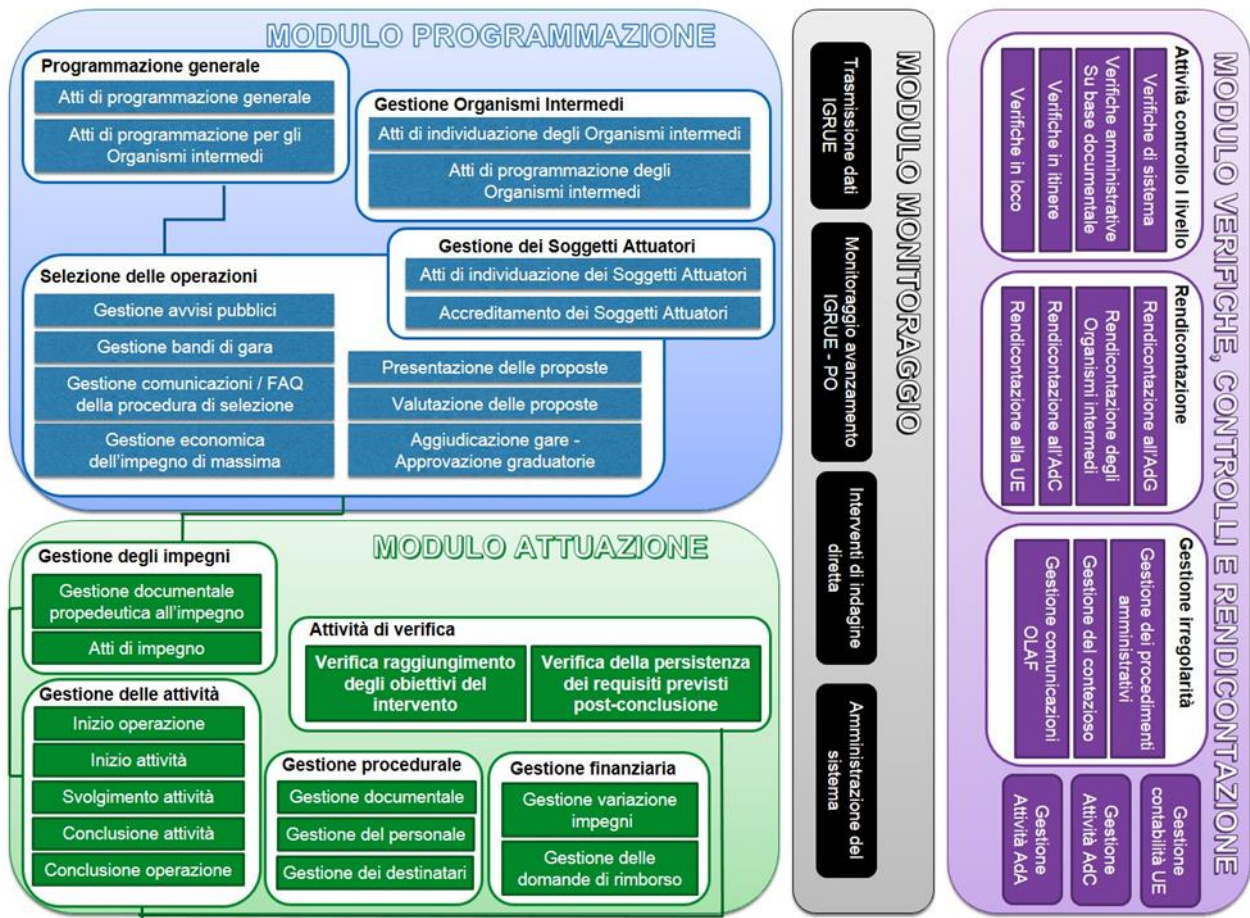 MODULO PROGRAMMAZIONE
Programmazione generale
Atti di programmazione generale
Atti di programmazione per gli
Organismi intermedi
Gestione Organismi Intermedi
Atti di individuazione degli Organismi intermedi
Atti di programmazione degli
Organismi intermedi
Gestione dei Soggetti Attuatori
Atti di individuazione dei Soggetti Attuatori
Accreditamento dei Soggetti Attuatori
Selezione delle operazioni
Gestione avvisi pubblici
Gestione bandi di gara
Gestione comunicazioni / FAQ
della procedura di selezione
Gestione economica
dell'impegno di massima
Presentazione delle proposte
Valutazione delle proposte
Aggiudicazione gare -
Approvazione graduatorie
MODULO ATTUAZIONE
Gestione degli impegni
Gestione documentale
propedeutica all'impegno
Atti di impegno
Attività di verifica
Verifica raggiungimento
degli obiettivi del
intervento
Verifica della persistenza
dei requisiti previsti
post-conclusione
Gestione delle attività
Inizio operazione
Inizio attività
Svolgimento attività
Conclusione attività
Conclusione operazione
Gestione procedurale
Gestione documentale
Gestione del personale
Gestione dei destinatari
Gestione finanziaria
Gestione variazione
impegni
Gestione delle
domande di rimborso
MODULO MONITORAGGIO
Trasmissione dati
IGRUE
Monitoraggio avanzamento
IGRUE - PO
Interventi di indagine
diretta
Amministrazione del
sistema
MODULO VERIFICHE, CONTROLLI E RENDICONTAZIONE
Attività controllo I livello
Verifiche di sistema
Verifiche amministrative
Su base documentale
Verifiche in itinere
Verifiche in loco
Rendicontazione
Rendicontazione all'AdG
Rendicontazione degli
Organismi intermedi
Rendicontazione all'AdC
Rendicontazione alla UE
Gestione irregolarità
Gestione dei procedimenti
amministrativi
Gestione del contezioso
Gestione comunicazioni
OLAF
Gestione
contabilità UE
Gestione
Attività AdC
Gestione
Attività AdA